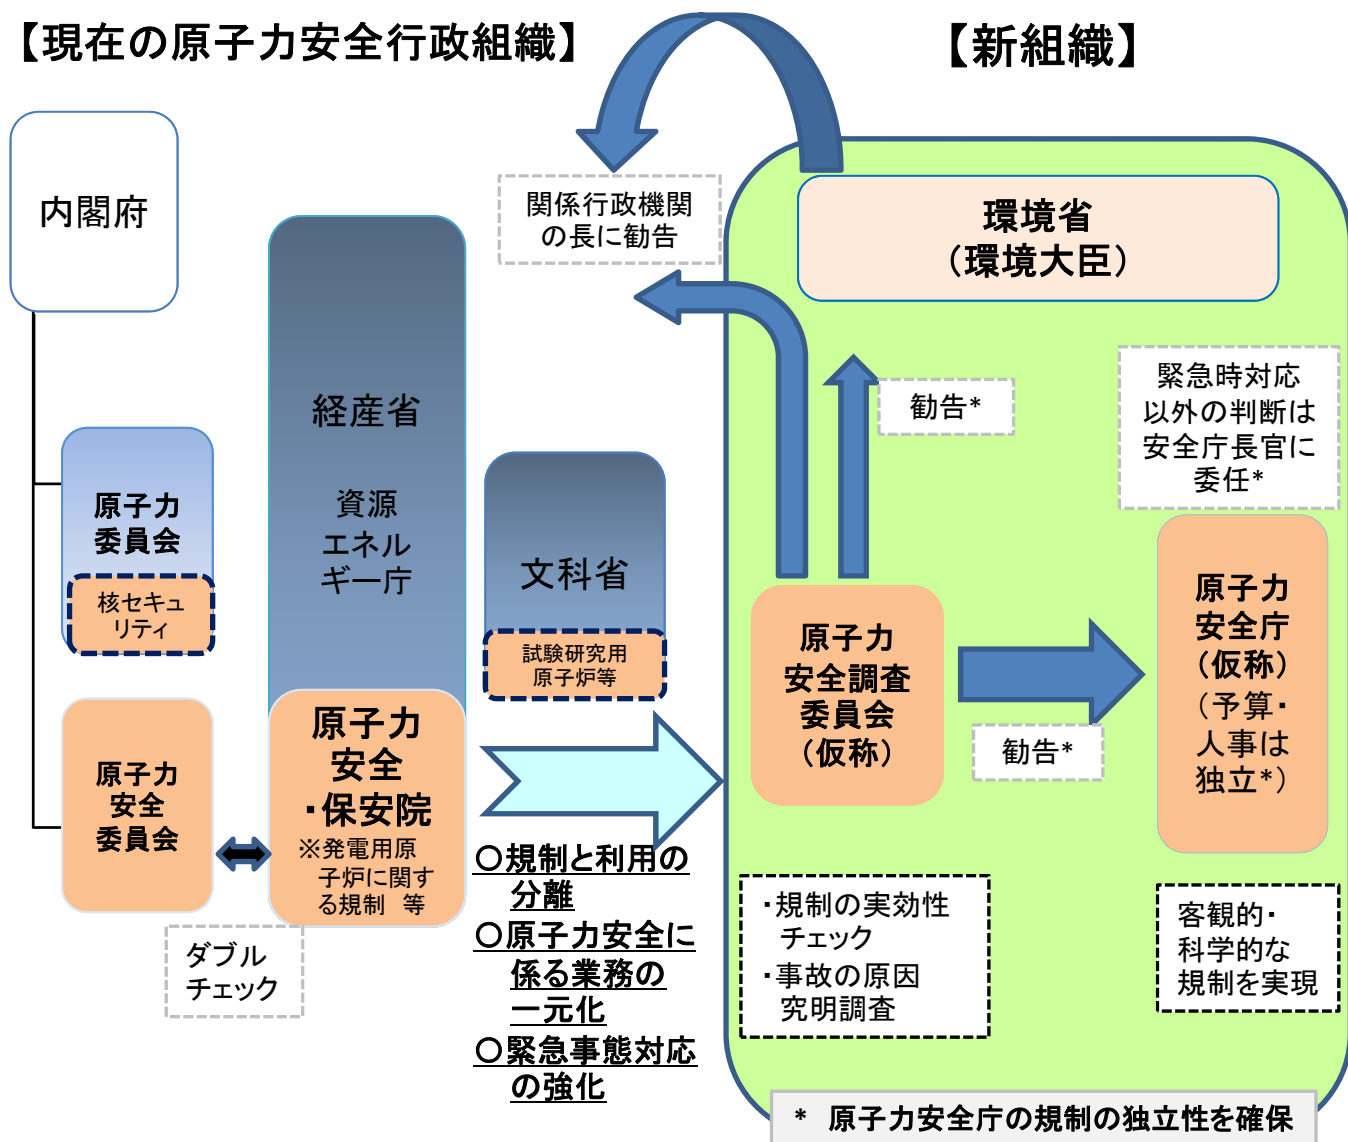 【現在の原子力安全行政組織】
内閣府
原子力
委員会
核セキュ
リティ
原子力
安全
委員会
経産省
資源
エネル
ギー庁
原子力
安全
・保安院
※発電用原
子炉に関す
る規制 等
ダブル
チェック
文科省
試験研究用
原子炉等
関係行政機関
の長に勧告
○規制と利用の
分離
○原子力安全に
係る業務の
一元化
○緊急事態対応
の強化
【新組織】
環境省
（環境大臣）
勧告*
緊急時対応
以外の判断は
安全庁長官に
委任*
原子力
安全調査
委員会
（仮称）
勧告*
原子力
安全庁
（仮称）
（予算・
人事は
独立*）
・規制の実効性
チェック
・事故の原因
究明調査
客観的・
科学的な
規制を実現
* 原子力安全庁の規制の独立性を確保